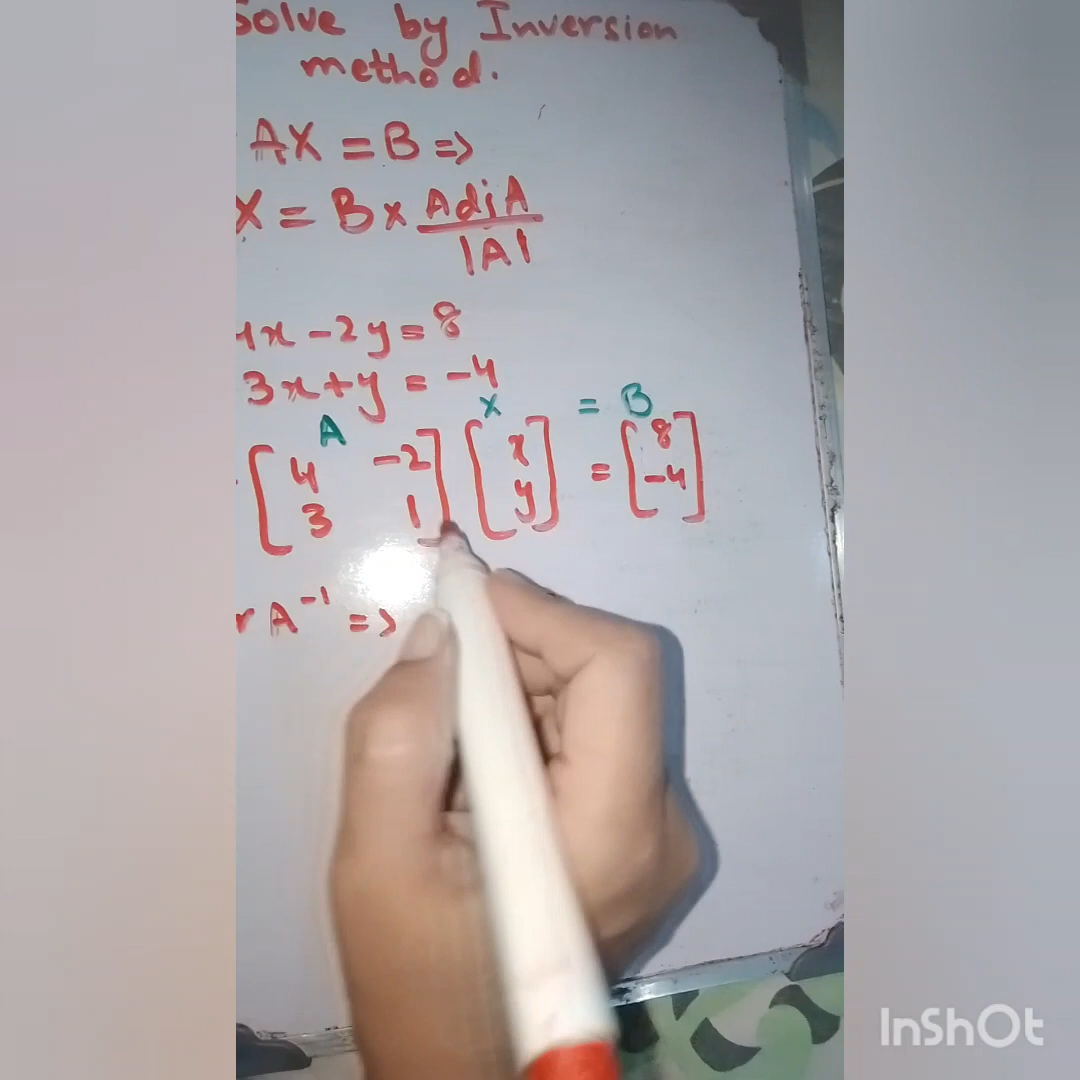 Solve by Inversion
method.
AX = B =>
X = B × AdjA
|A|
4x - 2y = 8
3x + y = -4
A X = B
[ 4 -2 ] [ x ] = [ 8 ]
[ 3 1 ] [ y ] [ -4 ]
r A⁻¹ =>
InShOt